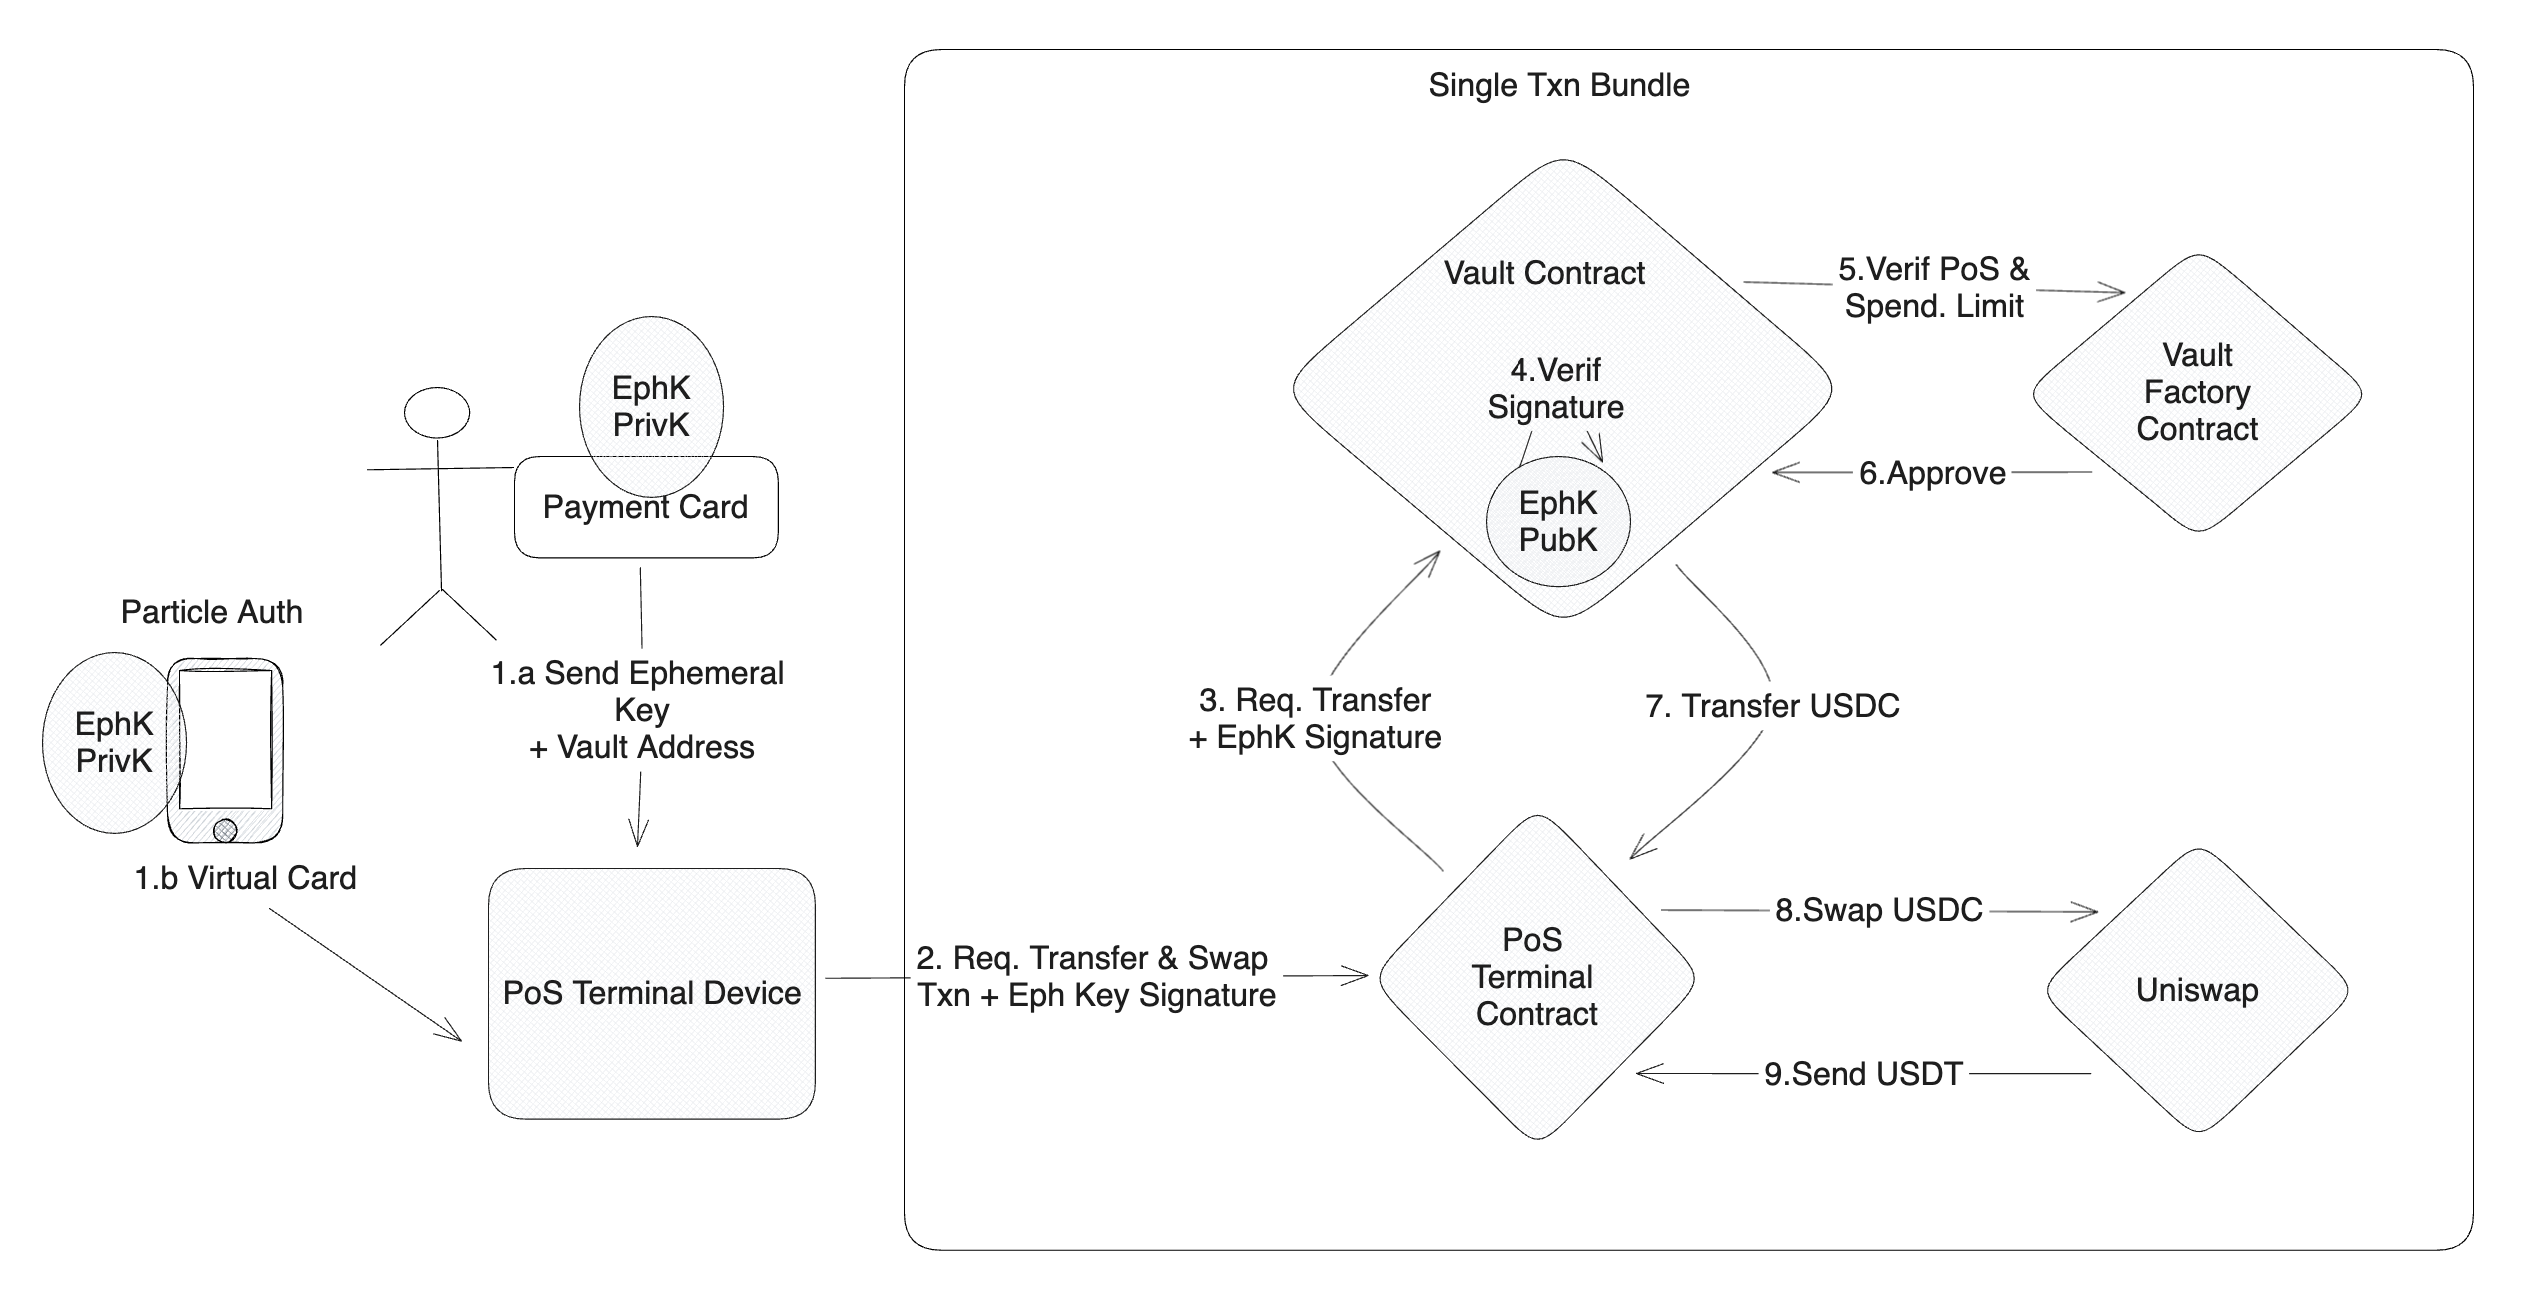 Single Txn Bundle
Vault Contract
5.Verif PoS &
Spend. Limit
Vault
Factory
Contract
4.Verif
Signature
EphK
PubK
6.Approve
EphK
PrivK
Payment Card
Particle Auth
EphK
PrivK
1.a Send Ephemeral
Key
+ Vault Address
1.b Virtual Card
3. Req. Transfer
+ EphK Signature
7. Transfer USDC
PoS Terminal Device
2. Req. Transfer & Swap
Txn + Eph Key Signature
PoS
Terminal
Contract
8.Swap USDC
Uniswap
9.Send USDT